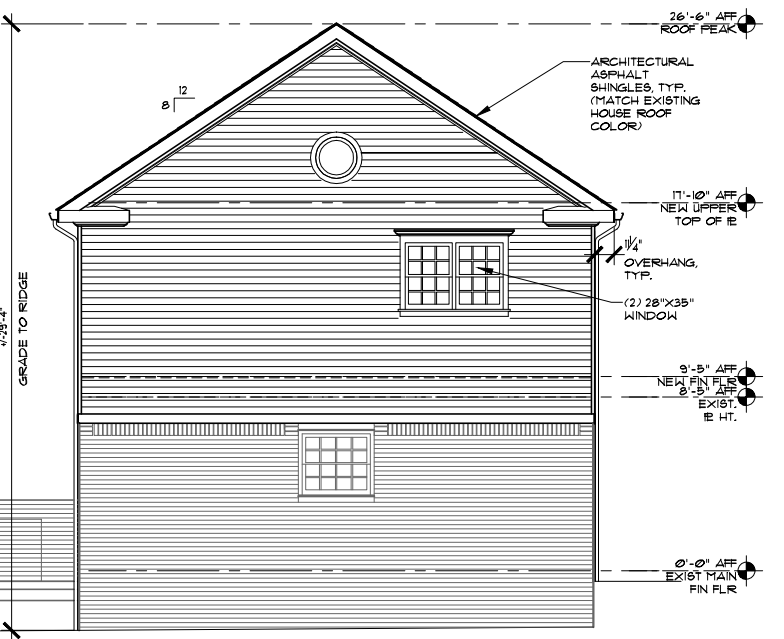 26'-6" AFF
ROOF PEAK
ARCHITECTURAL
ASPHALT
SHINGLES, TYP.
(MATCH EXISTING
HOUSE ROOF
COLOR)
12
8
17'-10" AFF
NEW UPPER
TOP OF PL
OVERHANG,
TYP.
(2) 28"X35"
WINDOW
+/-29'-4"
GRADE TO RIDGE
9'-5" AFF
NEW FIN FLR
8'-5" AFF
EXIST.
PL HT.
0'-0" AFF
EXIST MAIN
FIN FLR